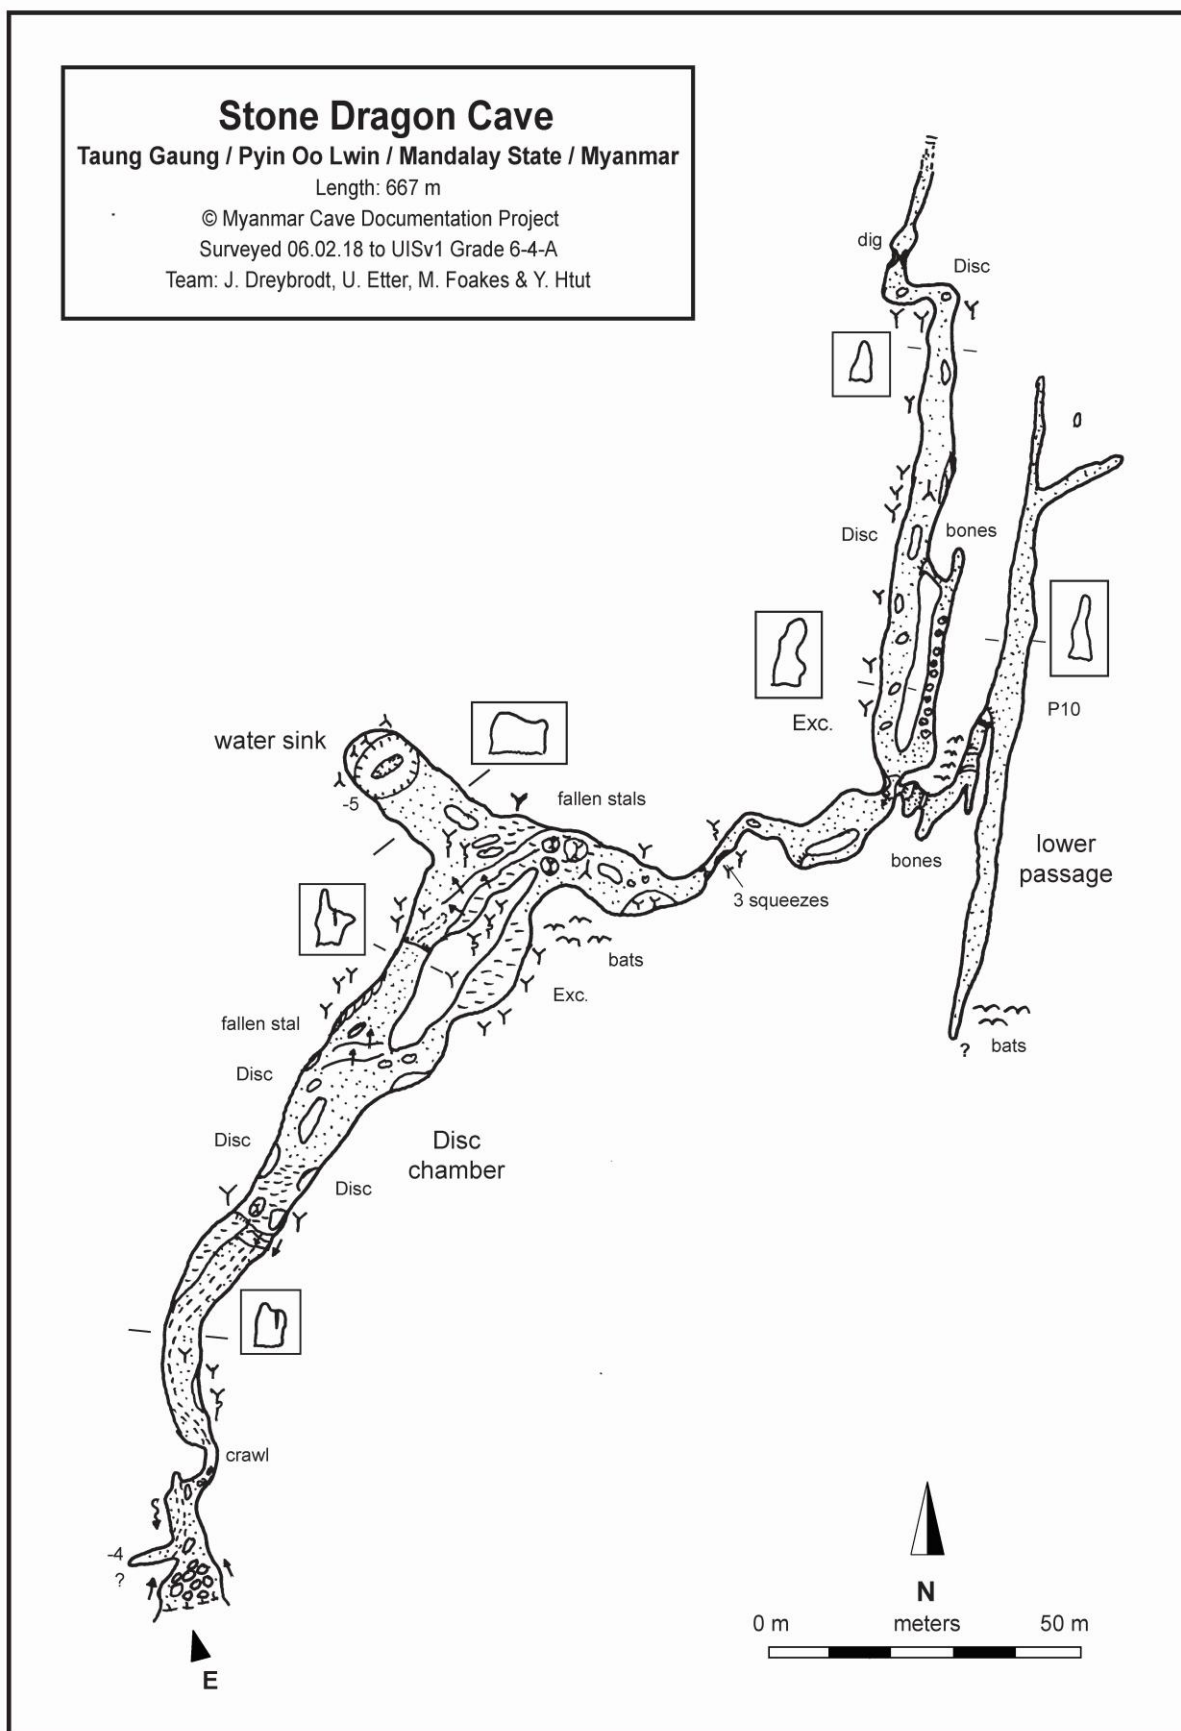 Stone Dragon Cave
Taung Gaung / Pyin Oo Lwin / Mandalay State / Myanmar
Length: 667 m
© Myanmar Cave Documentation Project
Surveyed 06.02.18 to UISv1 Grade 6-4-A
Team: J. Dreybrodt, U. Etter, M. Foakes & Y. Htut
dig
Disc
Disc
bones
Exc.
P10
water sink
-5
fallen stals
bones
lower
passage
3 squeezes
bats
Exc.
fallen stal
Disc
?
bats
Disc
Disc
chamber
Disc
crawl
-4
?
E
N
0 m
meters
50 m